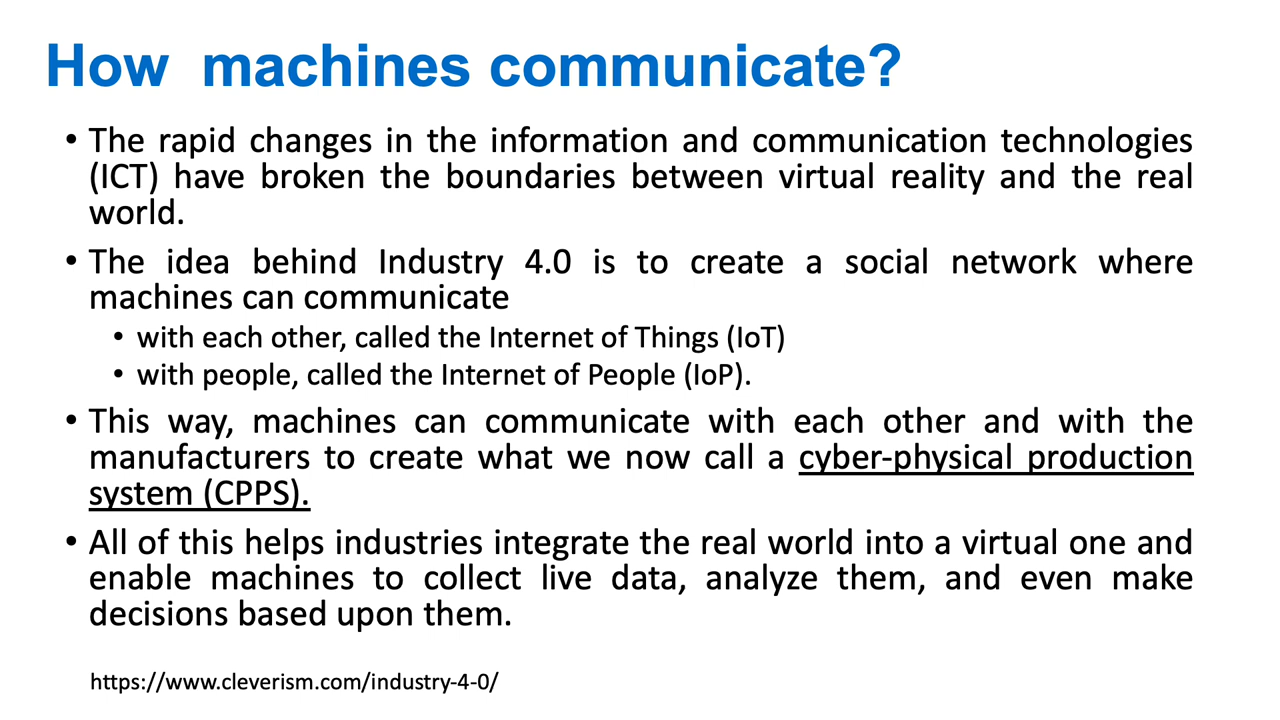 How  machines communicate?
• The rapid changes in the information and communication technologies
(ICT) have broken the boundaries between virtual reality and the real
world.
• The idea behind Industry 4.0 is to create a social network where
machines can communicate
• with each other, called the Internet of Things (IoT)
• with people, called the Internet of People (IoP).
• This way, machines can communicate with each other and with the
manufacturers to create what we now call a cyber-physical production
system (CPPS).
• All of this helps industries integrate the real world into a virtual one and
enable machines to collect live data, analyze them, and even make
decisions based upon them.
https://www.cleverism.com/industry-4-0/